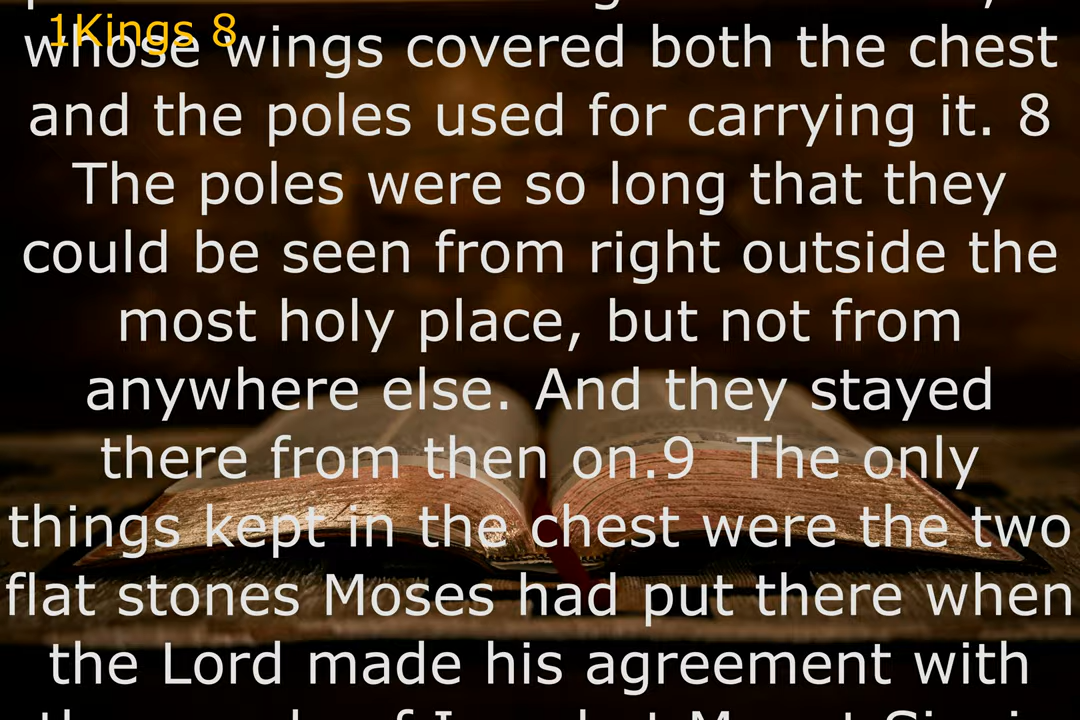 1Kings 8
whose wings covered both the chest
and the poles used for carrying it. 8
The poles were so long that they
could be seen from right outside the
most holy place, but not from
anywhere else. And they stayed
there from then on.9  The only
things kept in the chest were the two
flat stones Moses had put there when
the Lord made his agreement with